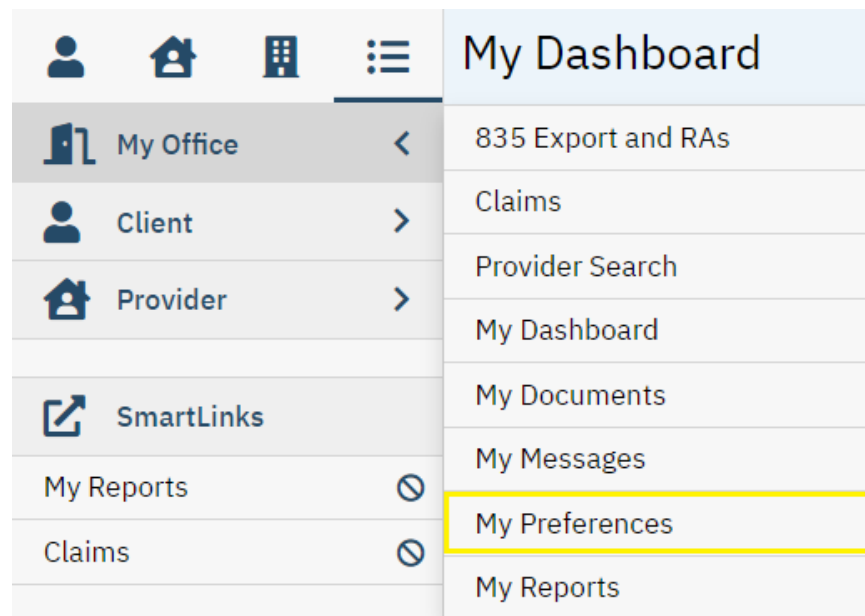 My Dashboard
My Office
Client
Provider
SmartLinks
My Reports
Claims
835 Export and RAs
Claims
Provider Search
My Dashboard
My Documents
My Messages
My Preferences
My Reports